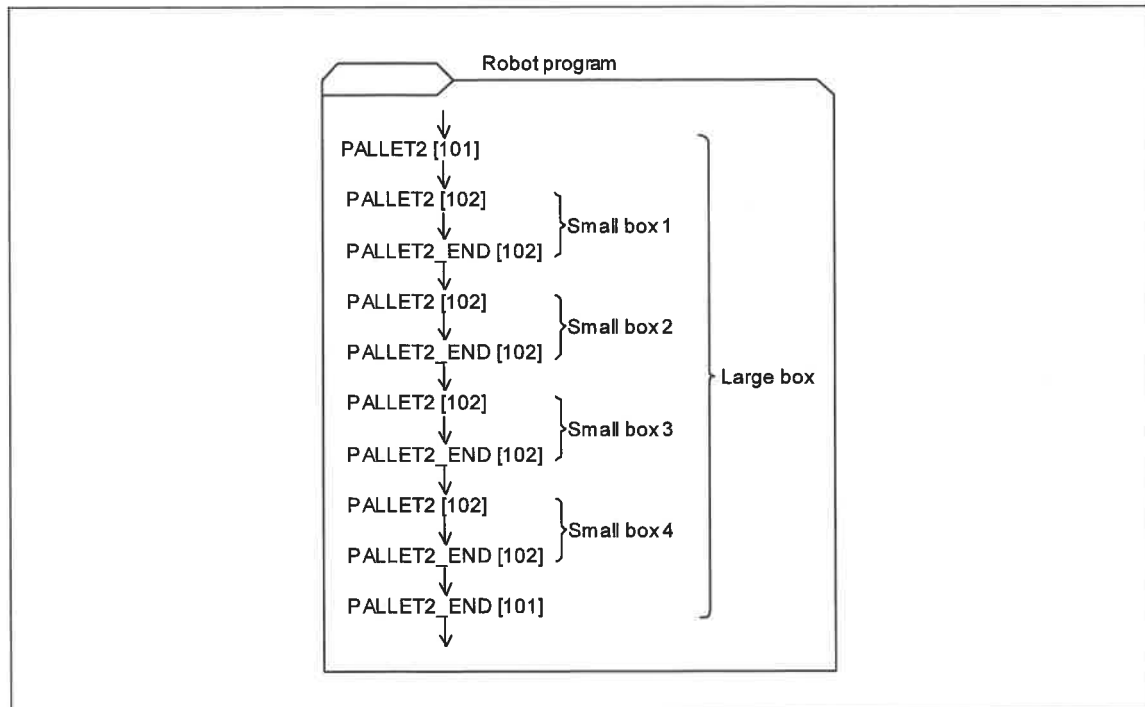 Robot program
PALLET2 [101]
PALLET2 [102]
Small box 1
PALLET2_END [102]
PALLET2 [102]
Small box 2
PALLET2_END [102]
Large box
PALLET2 [102]
Small box 3
PALLET2_END [102]
PALLET2 [102]
Small box 4
PALLET2_END [102]
PALLET2_END [101]